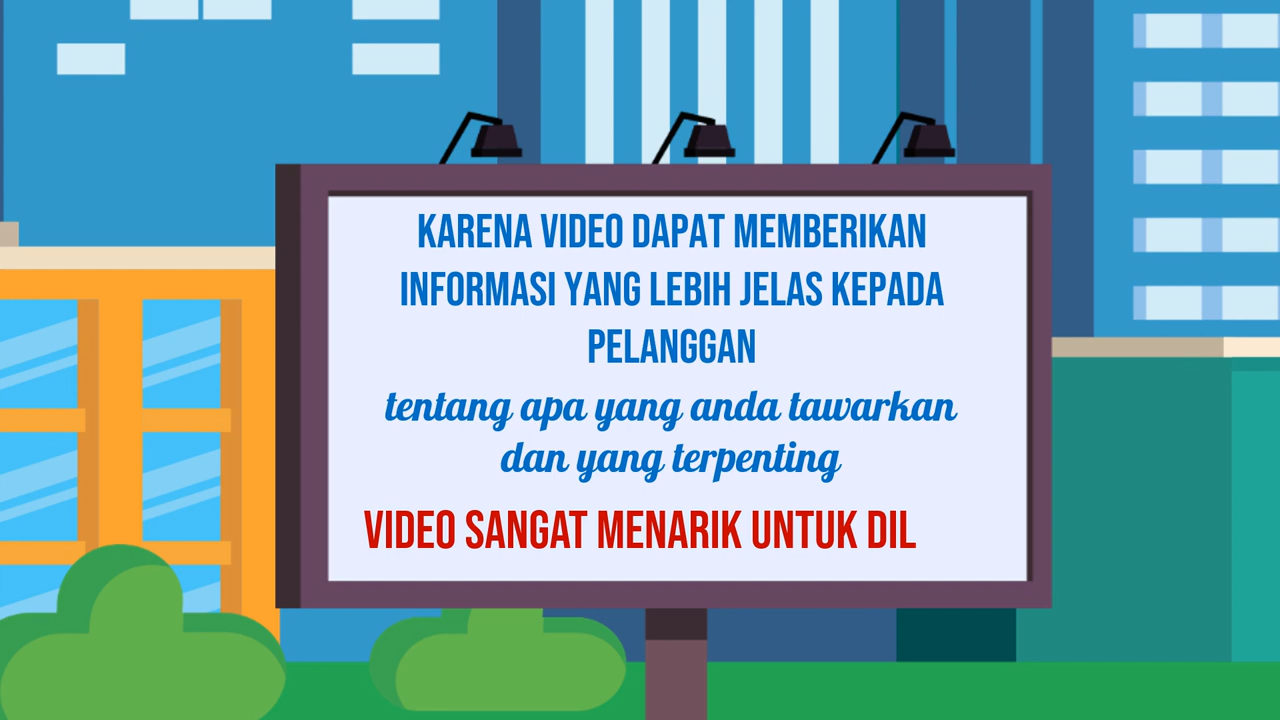 KARENA VIDEO DAPAT MEMBERIKAN
INFORMASI YANG LEBIH JELAS KEPADA
PELANGGAN
tentang apa yang anda tawarkan
dan yang terpenting
VIDEO SANGAT MENARIK UNTUK DIL